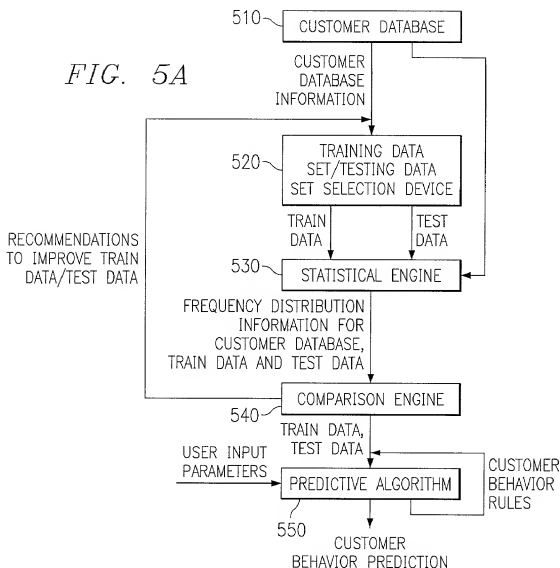 510
CUSTOMER DATABASE
FIG. 5A
CUSTOMER
DATABASE
INFORMATION
520
TRAINING DATA
SET/TESTING DATA
SET SELECTION DEVICE
TRAIN
DATA
TEST
DATA
RECOMMENDATIONS
TO IMPROVE TRAIN
DATA/TEST DATA
530
STATISTICAL ENGINE
FREQUENCY DISTRIBUTION
INFORMATION FOR
CUSTOMER DATABASE,
TRAIN DATA AND TEST DATA
COMPARISON ENGINE
540
TRAIN DATA,
TEST DATA
USER INPUT
PARAMETERS
PREDICTIVE ALGORITHM
550
CUSTOMER
BEHAVIOR
RULES
CUSTOMER
BEHAVIOR PREDICTION